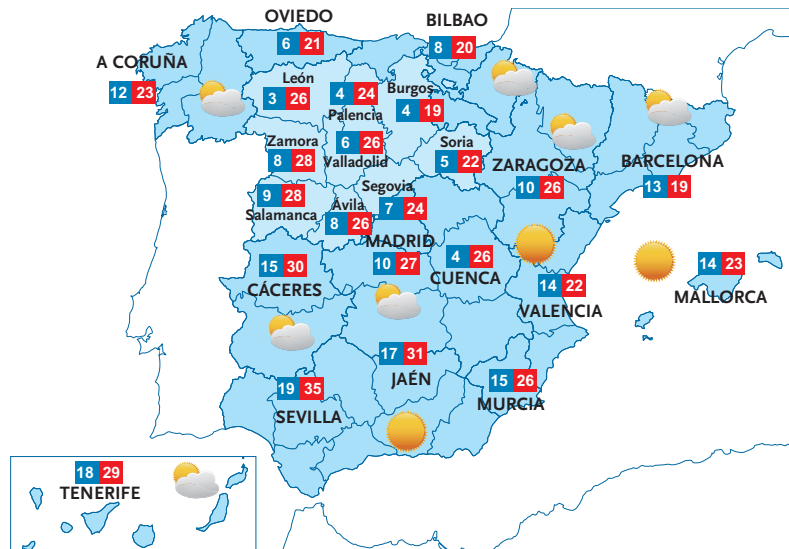 OVIEDO
6 21
BILBAO
8 20
A CORUÑA
12 23
León
3 26
4 24
Palencia
Burgos
4 19
Zamora
8 28
6 26
Valladolid
Soria
5 22
ZARAGOZA
10 26
BARCELONA
13 19
9 28
Salamanca
Ávila
8 26
Segovia
7 24
MADRID
10 27
4 26
CUENCA
15 30
CÁCERES
14 22
VALENCIA
14 23
MALLORCA
17 31
JAÉN
19 35
SEVILLA
15 26
MURCIA
18 29
TENERIFE